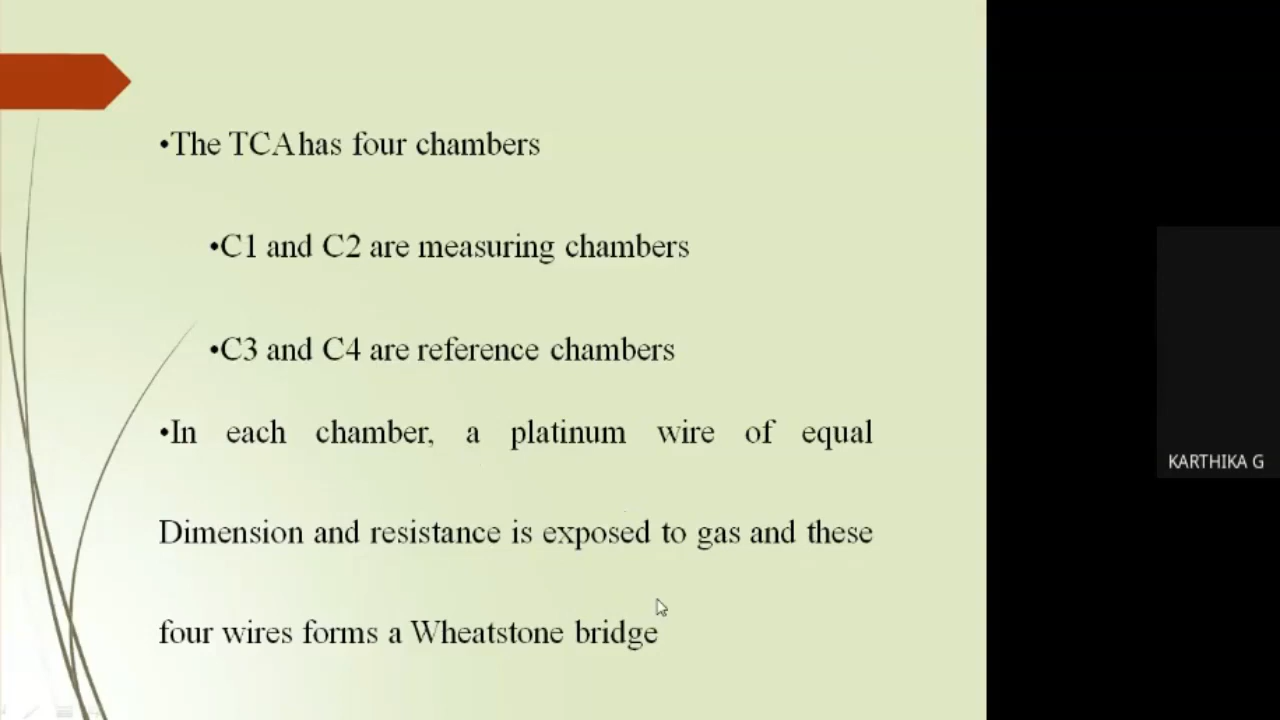 •The TCA has four chambers
•C1 and C2 are measuring chambers
•C3 and C4 are reference chambers
•In each chamber, a platinum wire of equal
Dimension and resistance is exposed to gas and these
four wires forms a Wheatstone bridge
KARTHIKA G